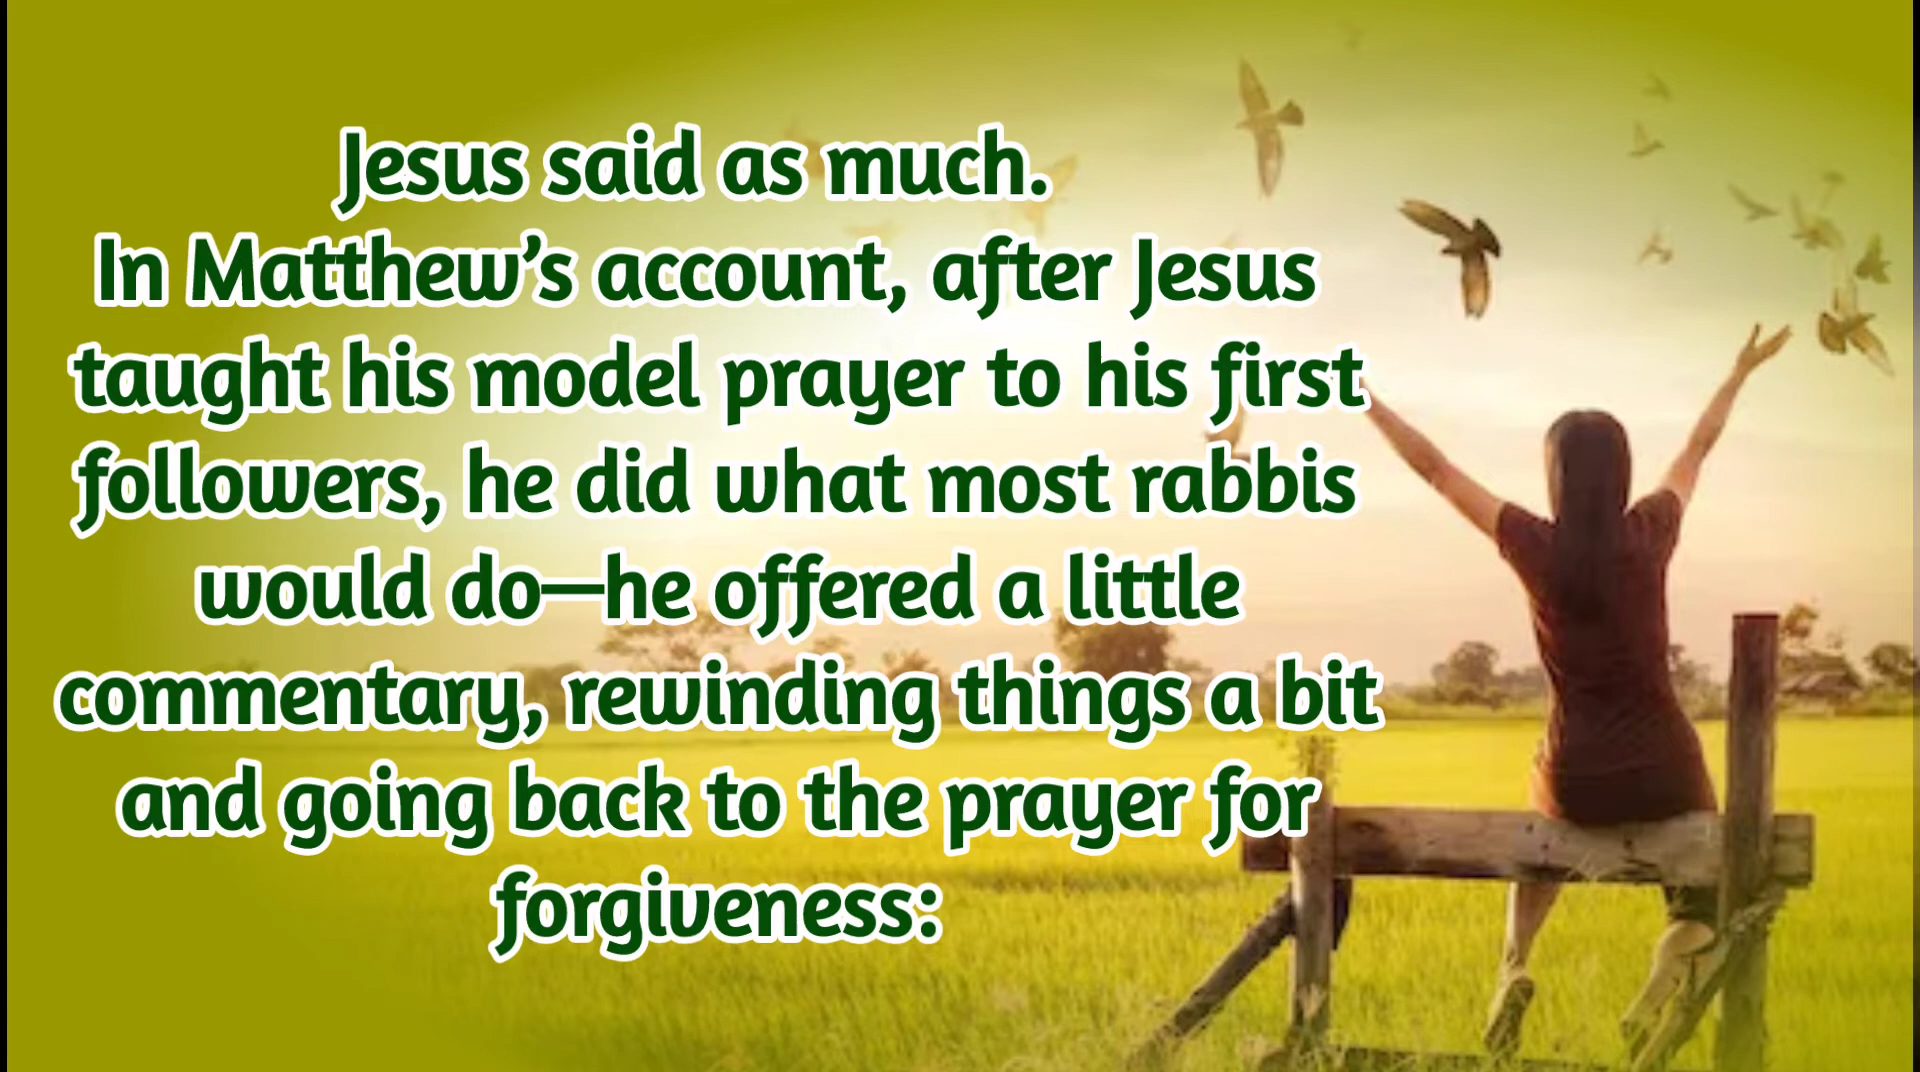 Jesus said as much.
In Matthew’s account, after Jesus
taught his model prayer to his first
followers, he did what most rabbis
would do—he offered a little
commentary, rewinding things a bit
and going back to the prayer for
forgiveness: